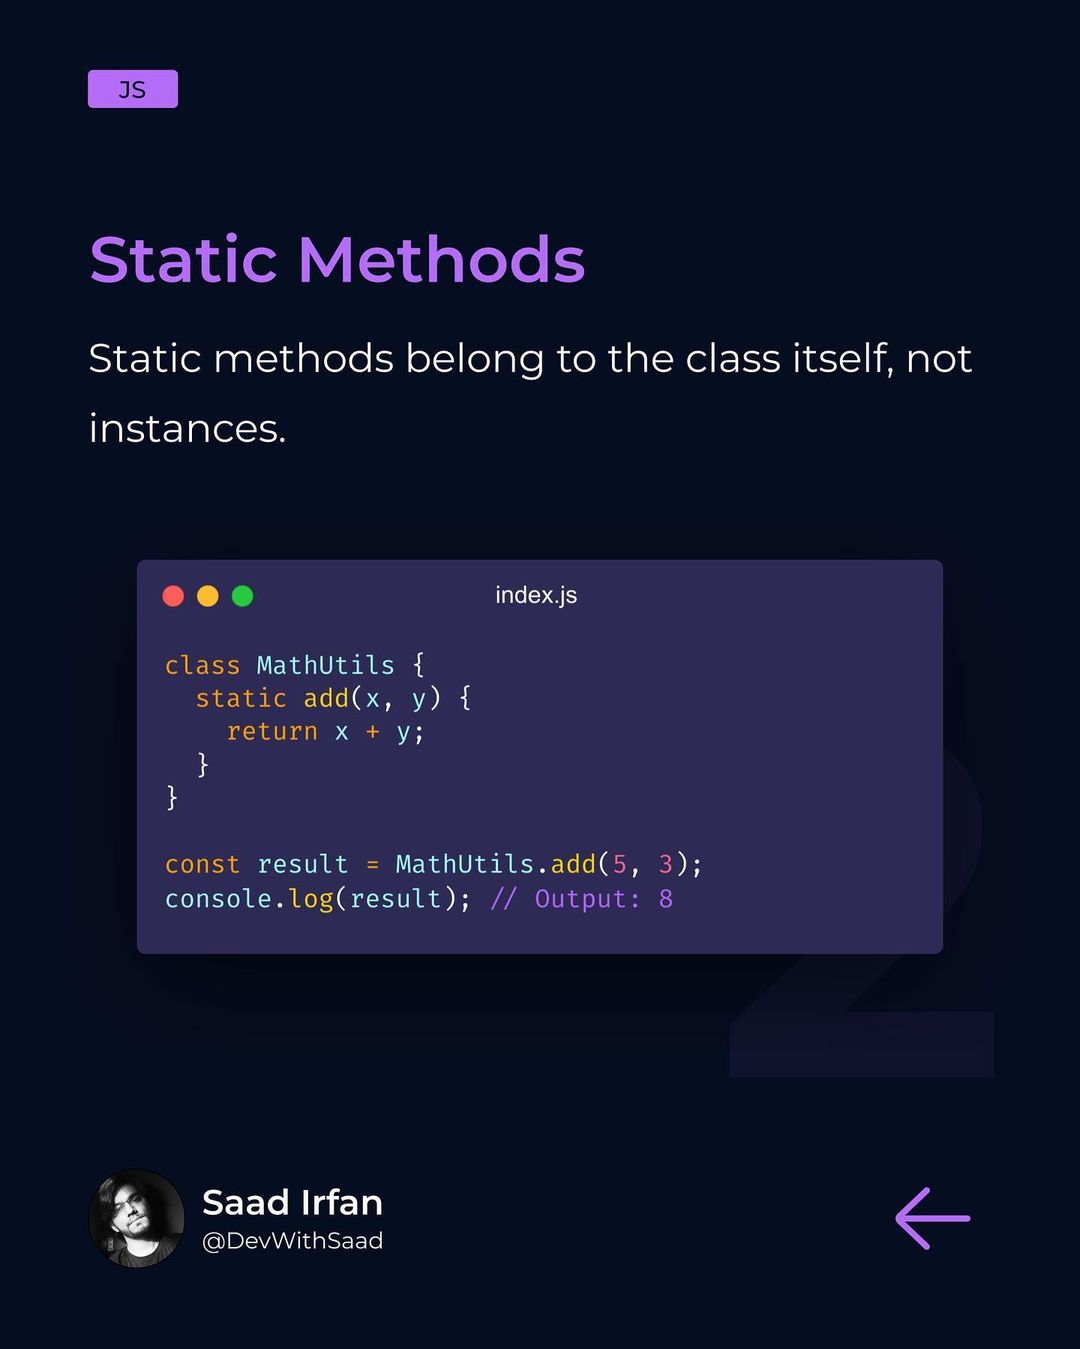 JS
Static Methods
Static methods belong to the class itself, not
instances.
index.js
class MathUtils {
  static add(x, y) {
    return x + y;
  }
}
const result = MathUtils.add(5, 3);
console.log(result); // Output: 8
2
Saad Irfan
@DevWithSaad